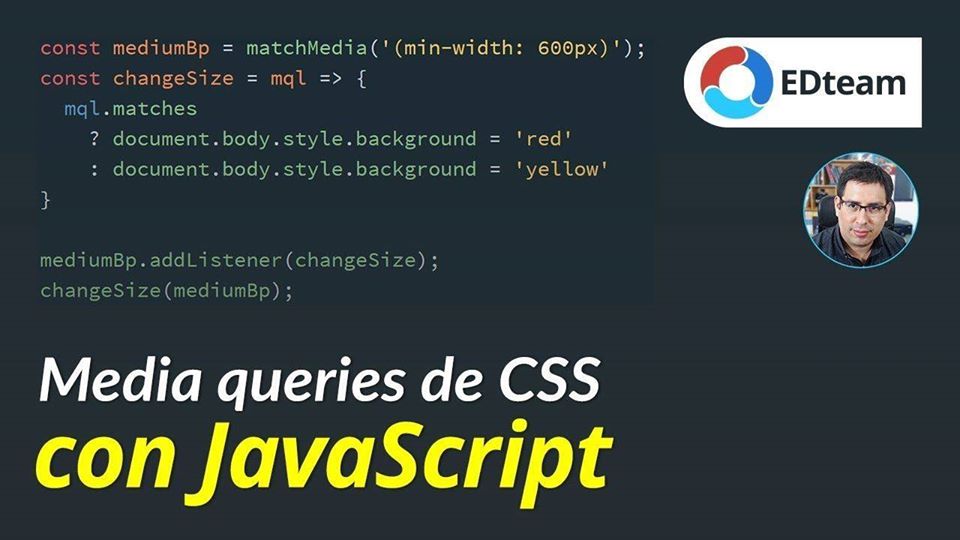 const mediumBp = matchMedia('(min-width: 600px)');
const changeSize = mql => {
  mql.matches
    ? document.body.style.background = 'red'
    : document.body.style.background = 'yellow'
}
mediumBp.addListener(changeSize);
changeSize(mediumBp);
EDteam
Media queries de CSS
con JavaScript